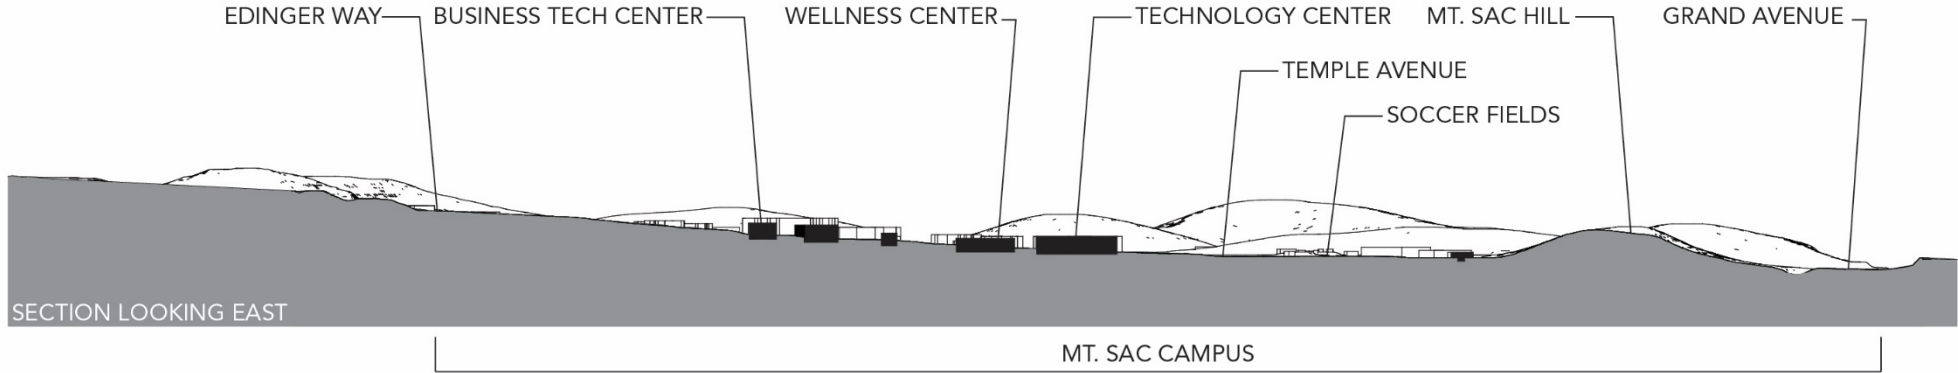 EDINGER WAY
BUSINESS TECH CENTER
WELLNESS CENTER
TECHNOLOGY CENTER
MT. SAC HILL
GRAND AVENUE
TEMPLE AVENUE
SOCCER FIELDS
SECTION LOOKING EAST
MT. SAC CAMPUS